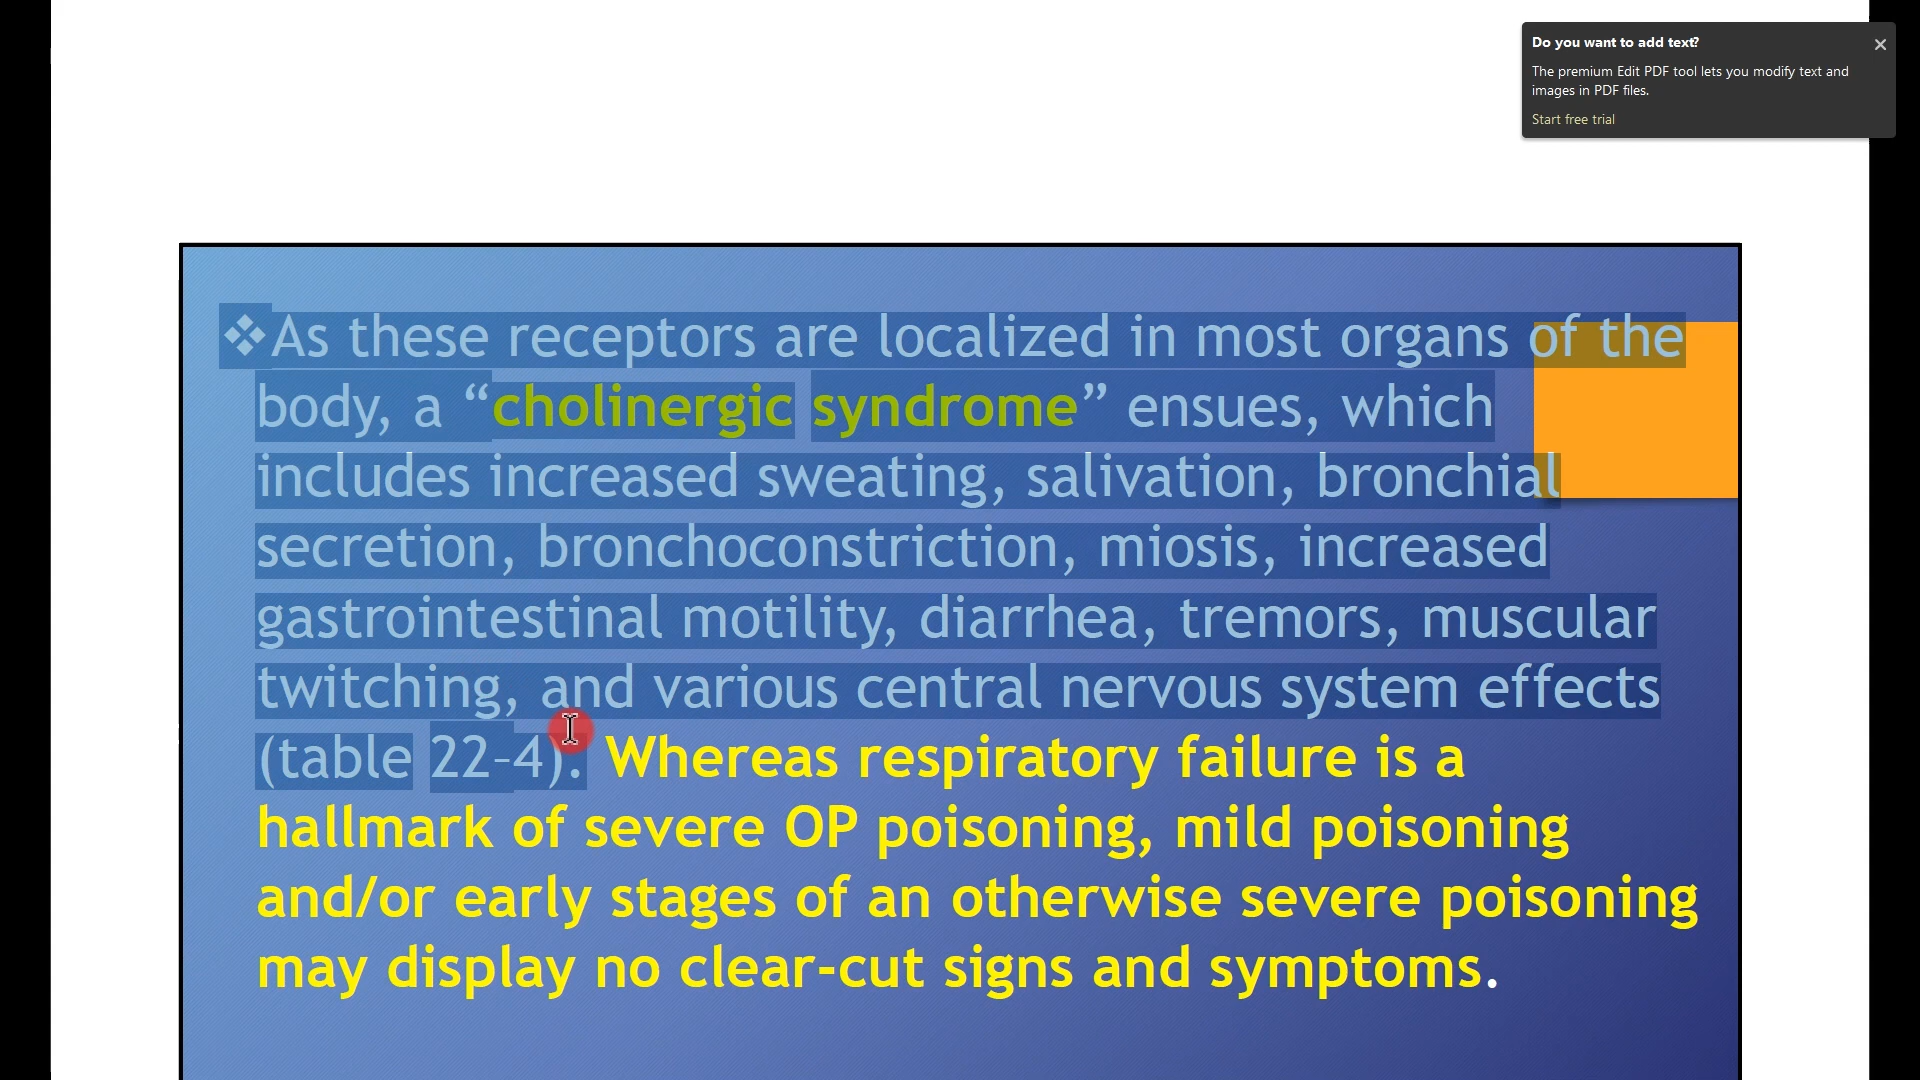 Do you want to add text?
The premium Edit PDF tool lets you modify text and
images in PDF files.
Start free trial
❖As these receptors are localized in most organs of the
body, a “cholinergic syndrome” ensues, which
includes increased sweating, salivation, bronchial
secretion, bronchoconstriction, miosis, increased
gastrointestinal motility, diarrhea, tremors, muscular
twitching, and various central nervous system effects
(table 22–4). Whereas respiratory failure is a
hallmark of severe OP poisoning, mild poisoning
and/or early stages of an otherwise severe poisoning
may display no clear-cut signs and symptoms.